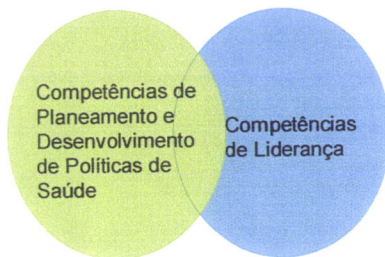 Competências de
Planeamento e
Desenvolvimento
de Políticas de
Saúde
Competências
de Liderança